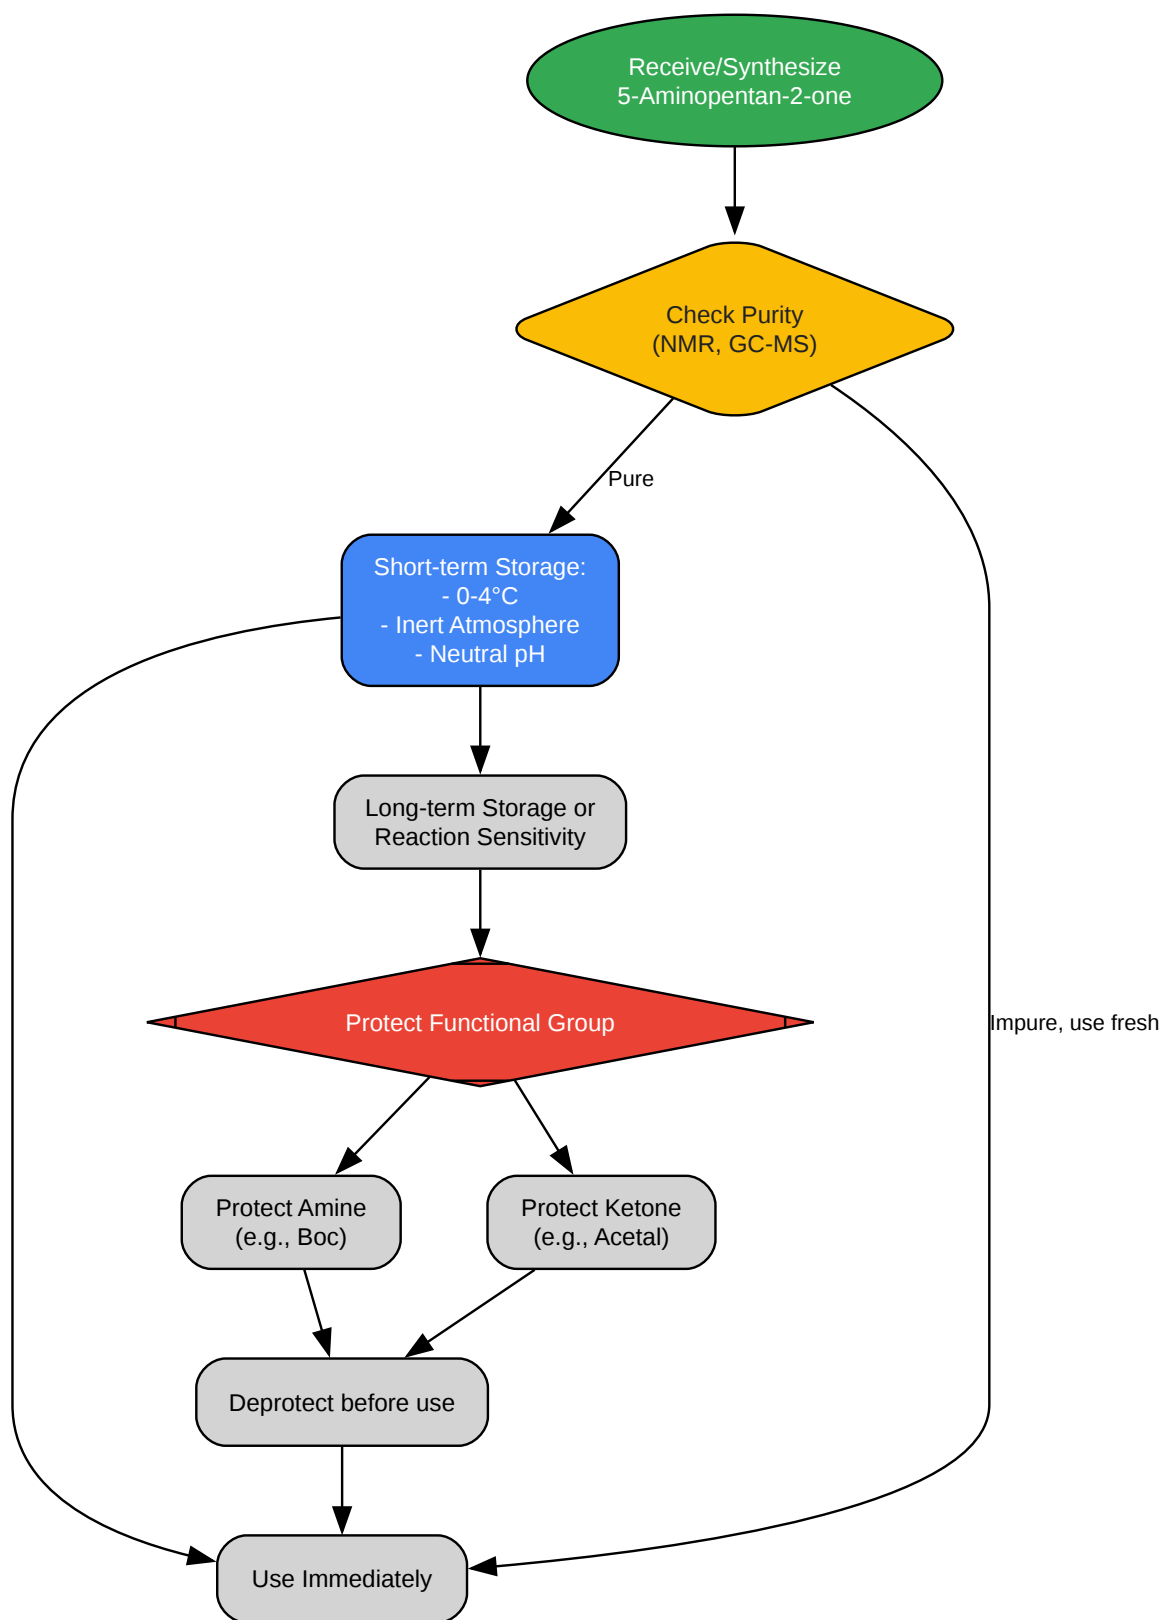 Receive/Synthesize
5-Aminopentan-2-one
Check Purity
(NMR, GC-MS)
Pure
Short-term Storage:
- 0-4°C
- Inert Atmosphere
- Neutral pH
Long-term Storage or
Reaction Sensitivity
Protect Functional Group
Impure, use fresh
Protect Amine
(e.g., Boc)
Protect Ketone
(e.g., Acetal)
Deprotect before use
Use Immediately